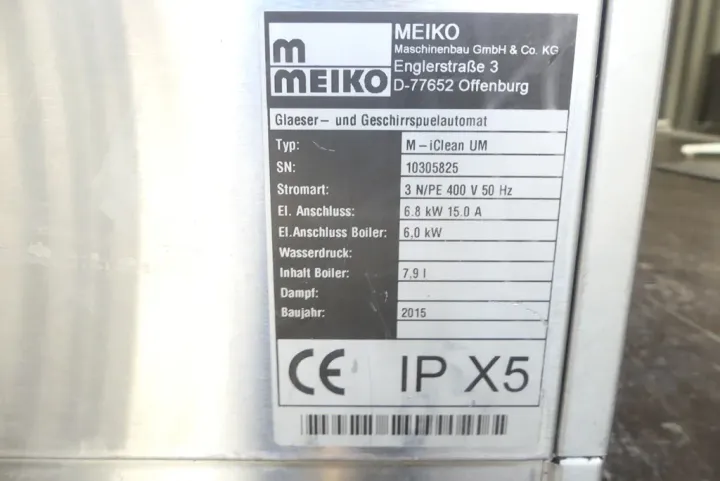 m
MEIKO
MEIKO
Maschinenbau GmbH & Co. KG
Englerstraße 3
D-77652 Offenburg
Glaeser- und Geschirrspuelautomat
Typ: M-iClean UM
SN: 10305825
Stromart: 3 N/PE 400 V 50 Hz
El. Anschluss: 6.8 kW 15.0 A
El.Anschluss Boiler: 6,0 kW
Wasserdruck:
Inhalt Boiler: 7,9 l
Dampf:
Baujahr: 2015
CE IP X5